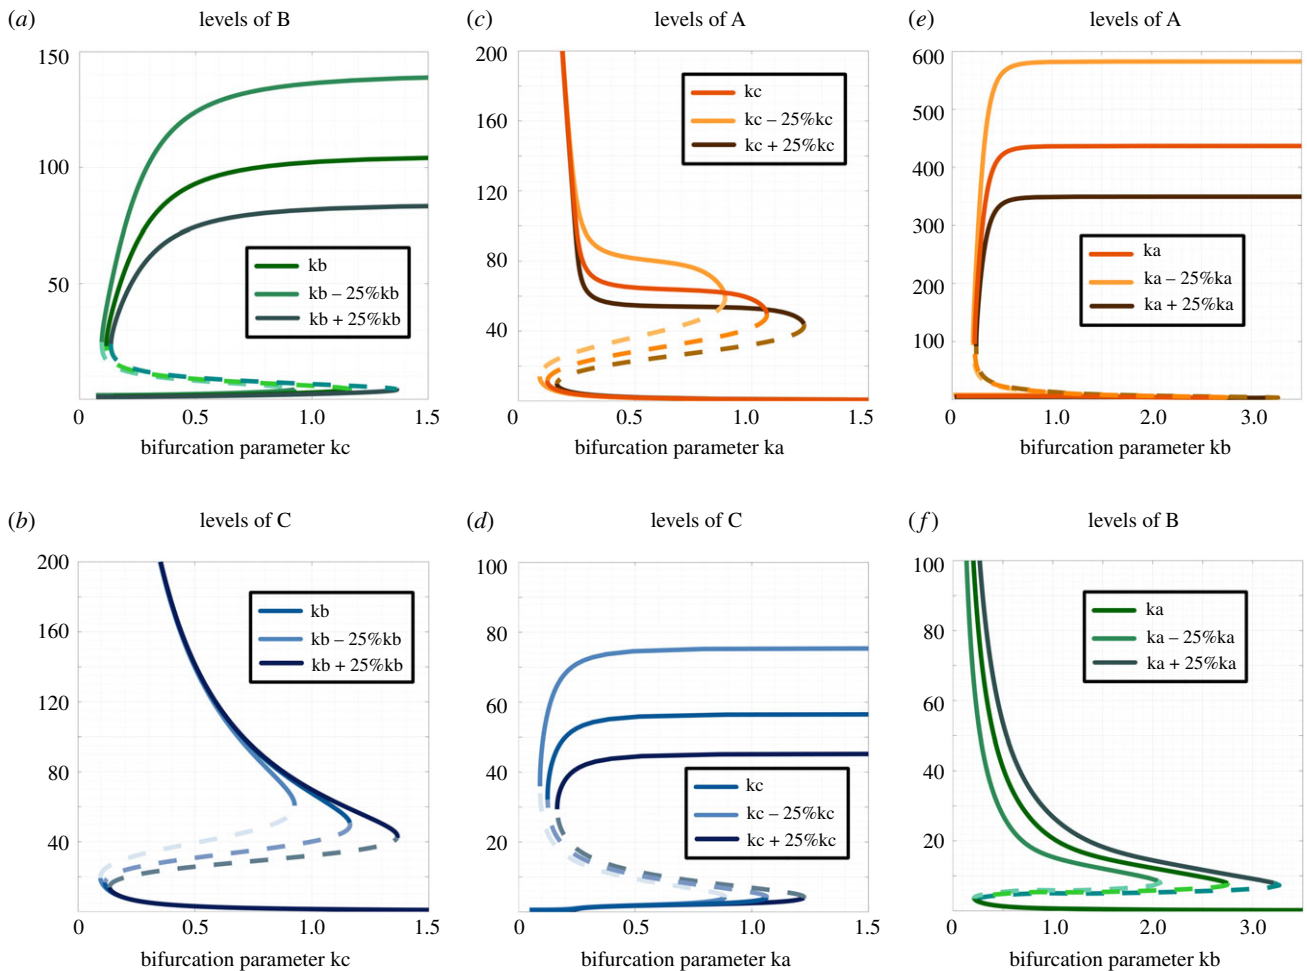 (a) levels of B
150
100
50
kb
kb – 25%kb
kb + 25%kb
0 0.5 1.0 1.5
bifurcation parameter kc
(c) levels of A
200
160
120
80
40
kc
kc – 25%kc
kc + 25%kc
0 0.5 1.0 1.5
bifurcation parameter ka
(e) levels of A
600
500
400
300
200
100
ka
ka – 25%ka
ka + 25%ka
0 1.0 2.0 3.0
bifurcation parameter kb
(b) levels of C
200
160
120
80
40
kb
kb – 25%kb
kb + 25%kb
0 0.5 1.0 1.5
bifurcation parameter kc
(d) levels of C
100
80
60
40
20
kc
kc – 25%kc
kc + 25%kc
0 0.5 1.0 1.5
bifurcation parameter ka
(f) levels of B
100
80
60
40
20
ka
ka – 25%ka
ka + 25%ka
0 1.0 2.0 3.0
bifurcation parameter kb